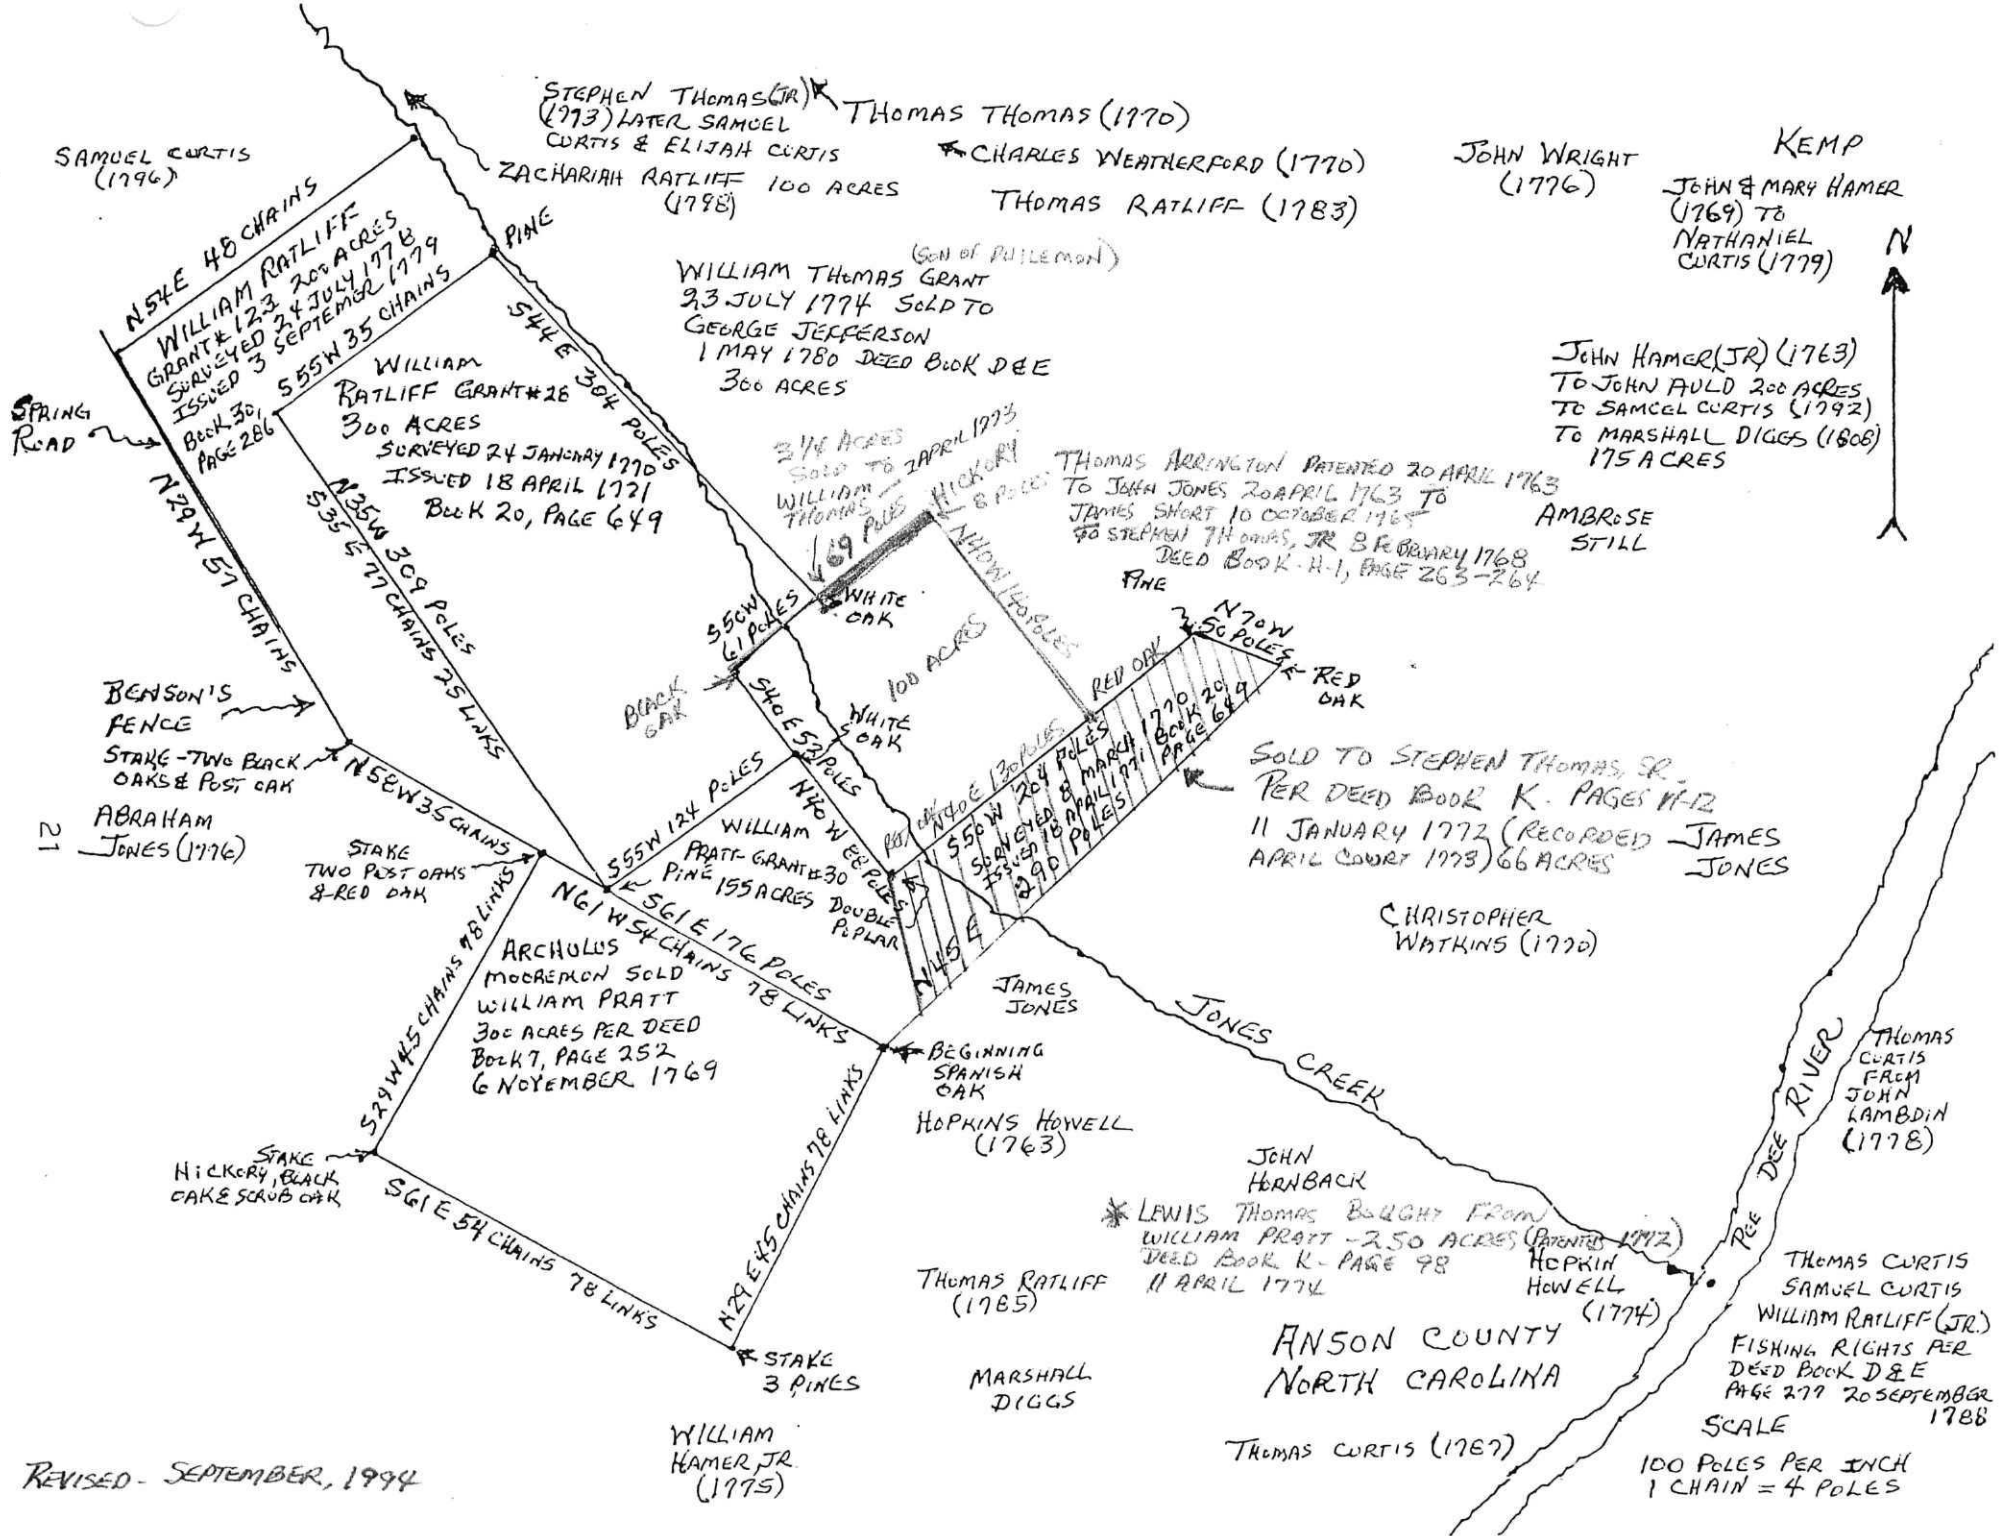 STEPHEN THOMAS (JR)
(1773) LATER SAMUEL
CURTIS & ELIJAH CURTIS
ZACHARIAH RATLIFF 100 ACRES
(1798)
THOMAS THOMAS (1770)
CHARLES WEATHERFORD (1770)
THOMAS RATLIFF (1783)
JOHN WRIGHT
(1776)
KEMP
JOHN & MARY HAMER
(1769) TO
NATHANIEL
CURTIS (1779)
N
SAMUEL CURTIS
(1796)
N54E 48 CHAINS
WILLIAM RATLIFF
GRANT # 123 200 ACRES
SURVEYED 24 JULY 1778
ISSUED 3 SEPTEMBER 1779
BOOK 30,
PAGE 286
S55W 35 CHAINS
PINE
(SON OF PHILEMON)
WILLIAM THOMAS GRANT
23 JULY 1774 SOLD TO
GEORGE JEFFERSON
1 MAY 1780 DEED BOOK D&E
300 ACRES
S44E 304 POLES
WILLIAM
RATLIFF GRANT #28
300 ACRES
SURVEYED 24 JANUARY 1770
ISSUED 18 APRIL 1771
BOOK 20, PAGE 649
JOHN HAMER (JR) (1763)
TO JOHN AULD 200 ACRES
TO SAMUEL CURTIS (1792)
TO MARSHALL DIGGS (1808)
175 ACRES
SPRING
ROAD
N29W 57 CHAINS
N35W 309 POLES
S35E 77 CHAINS 25 LINKS
3 1/4 ACRES
SOLD TO
WILLIAM
THOMAS - 2 APRIL 1773
69 POLES
HICKORY
8 POLES
THOMAS ARRINGTON PATENTED 20 APRIL 1763
TO JOHN JONES 20 APRIL 1763 TO
JAMES SHORT 10 OCTOBER 1765
TO STEPHEN THOMAS, JR 8 FEBRUARY 1768
DEED BOOK - H-1, PAGE 263-264
AMBROSE
STILL
N40W 140 POLES
S50W
61 POLES
WHITE
OAK
100 ACRES
BLACK
OAK
PINE
N70W
50 POLES
RED OAK
RED
OAK
BENSON'S
FENCE
STAKE - TWO BLACK
OAKS & POST OAK
ABRAHAM
JONES (1776)
21
N58W 35 CHAINS
STAKE
TWO POST OAKS
& RED OAK
S40E 52 POLES
WHITE
OAK
S55W 124 POLES
N40W 88 POLES
N40E 130 POLES
S50W 204 POLES
SURVEYED 8 MARCH 1770
ISSUED 18 APRIL 1771 BOOK 20,
PAGE 649
290 POLES
N45E
WILLIAM
PRATT GRANT #30
PINE
155 ACRES DOUBLE
POPLAR
SOLD TO STEPHEN THOMAS, SR.
PER DEED BOOK K. PAGES 11-12
11 JANUARY 1772 (RECORDED
APRIL COURT 1773) 66 ACRES
JAMES
JONES
S61E 176 POLES
N61W 54 CHAINS 78 LINKS
CHRISTOPHER
WATKINS (1770)
S29W 45 CHAINS 78 LINKS
ARCHULUS
MOOREMON SOLD
WILLIAM PRATT
300 ACRES PER DEED
BOOK 7, PAGE 252
6 NOVEMBER 1769
JAMES
JONES
JONES CREEK
BEGINNING
SPANISH
OAK
HOPKINS HOWELL
(1763)
PEE DEE RIVER
THOMAS
CURTIS
FROM
JOHN
LAMBDIN
(1778)
STAKE
HICKORY, BLACK
OAK & SCRUB OAK
S61E 54 CHAINS 78 LINKS
N29E 45 CHAINS 78 LINKS
JOHN
HORNBACK
* LEWIS THOMAS BOUGHT FROM
WILLIAM PRATT - 250 ACRES (PATENTED 1772)
DEED BOOK K - PAGE 98
11 APRIL 1774
HOPKIN
HOWELL
(1774)
THOMAS RATLIFF
(1785)
STAKE
3 PINES
MARSHALL
DIGGS
ANSON COUNTY
NORTH CAROLINA
THOMAS CURTIS
SAMUEL CURTIS
WILLIAM RATLIFF (JR.)
FISHING RIGHTS PER
DEED BOOK D & E
PAGE 277 20 SEPTEMBER
1788
WILLIAM
HAMER, JR.
(1775)
THOMAS CURTIS (1787)
SCALE
100 POLES PER INCH
1 CHAIN = 4 POLES
REVISED - SEPTEMBER, 1994